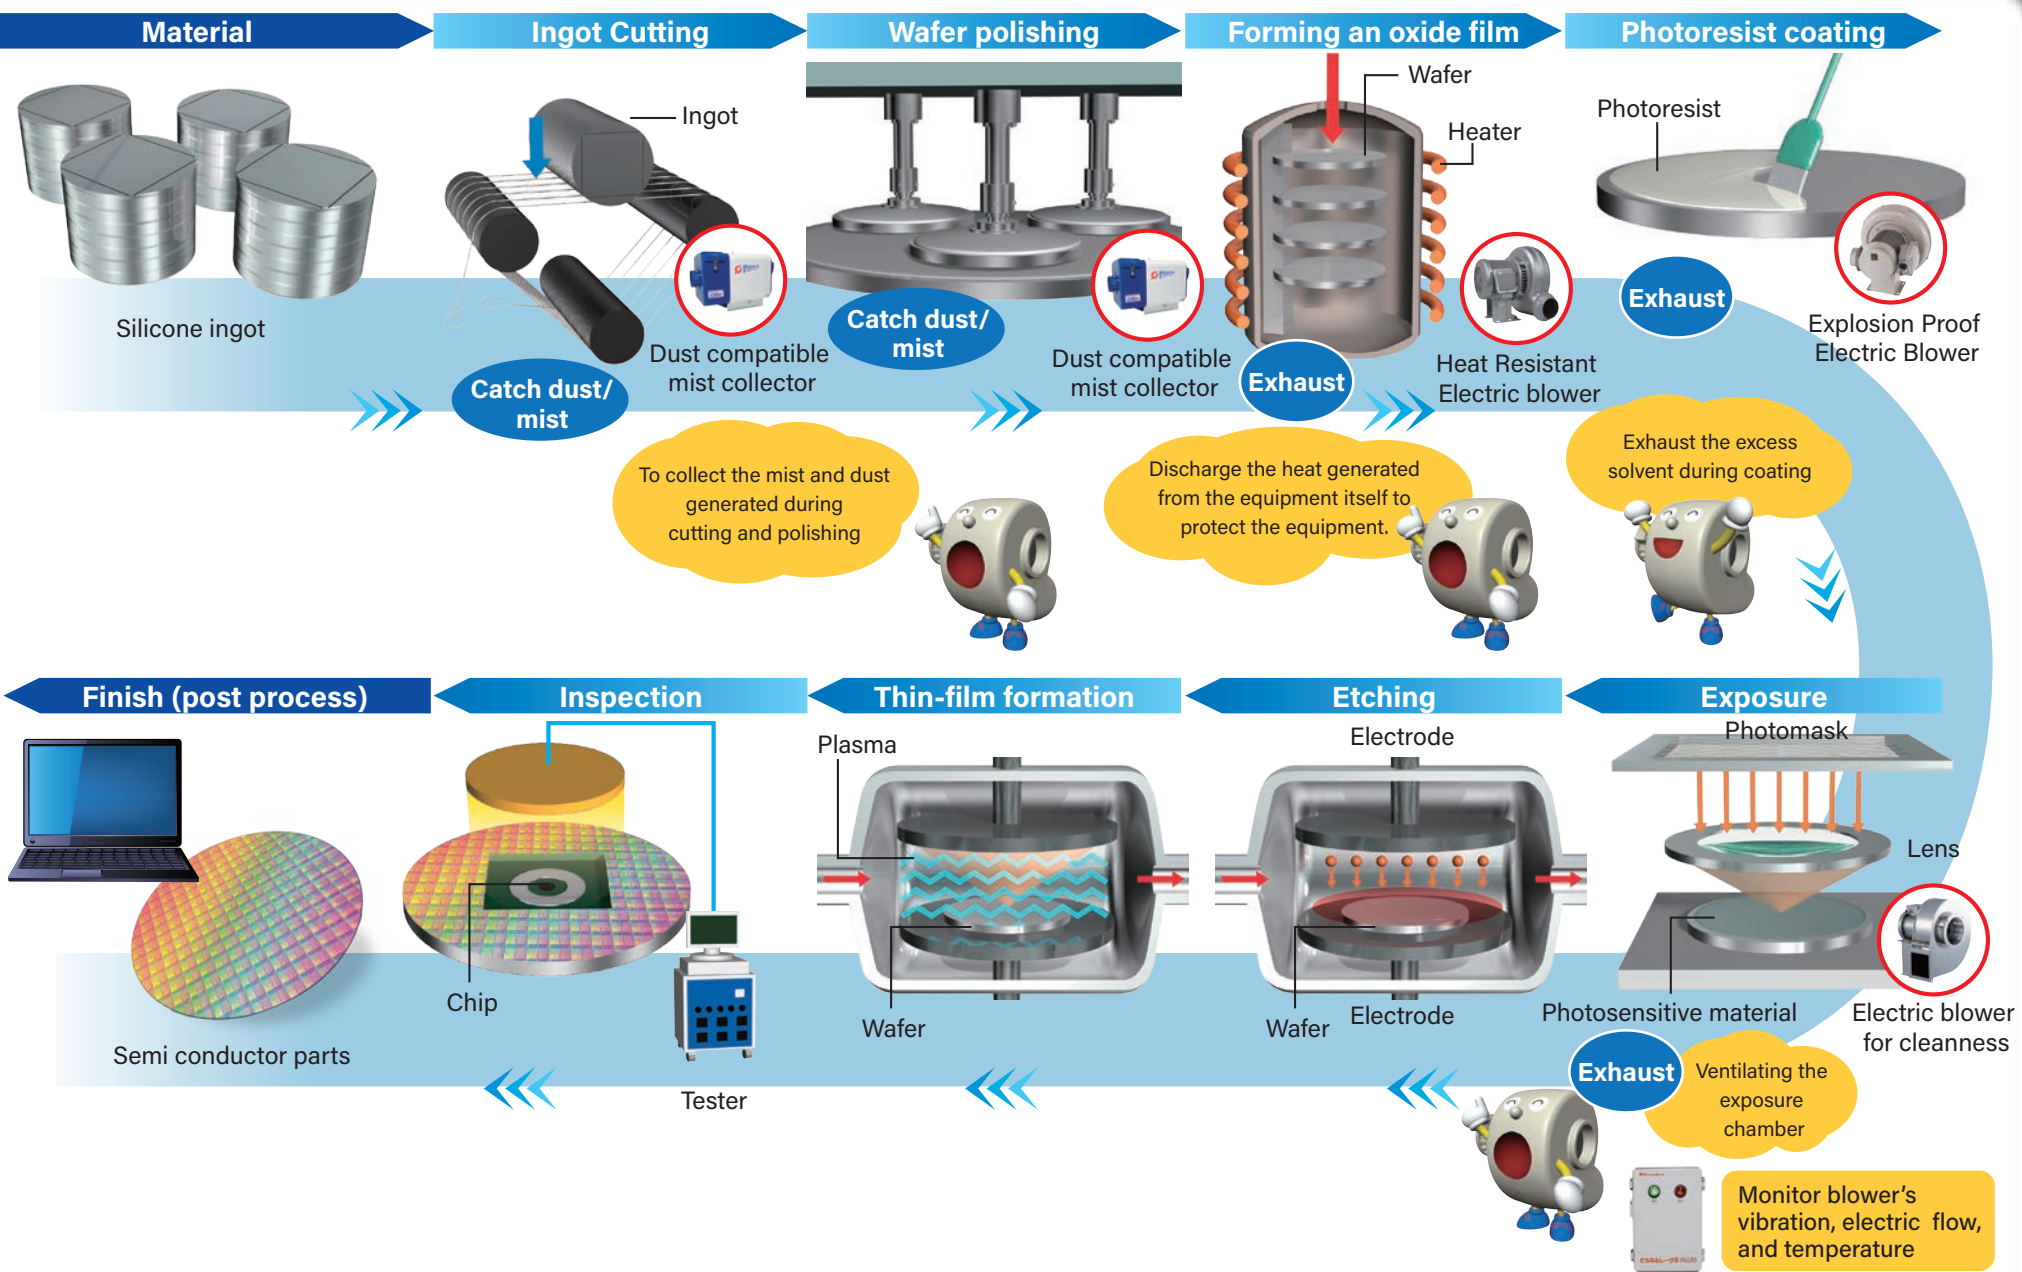 Material
Ingot Cutting
Wafer polishing
Forming an oxide film
Photoresist coating
Ingot
Wafer
Heater
Photoresist
Silicone ingot
Catch dust/
mist
Dust compatible
mist collector
Catch dust/
mist
Dust compatible
mist collector
Exhaust
Heat Resistant
Electric blower
Exhaust
Explosion Proof
Electric Blower
To collect the mist and dust
generated during
cutting and polishing
Discharge the heat generated
from the equipment itself to
protect the equipment.
Exhaust the excess
solvent during coating
Finish (post process)
Inspection
Thin-film formation
Etching
Exposure
Semi conductor parts
Chip
Tester
Plasma
Wafer
Electrode
Wafer
Electrode
Photomask
Lens
Photosensitive material
Electric blower
for cleanness
Exhaust
Ventilating the
exposure
chamber
Monitor blower's
vibration, electric flow,
and temperature